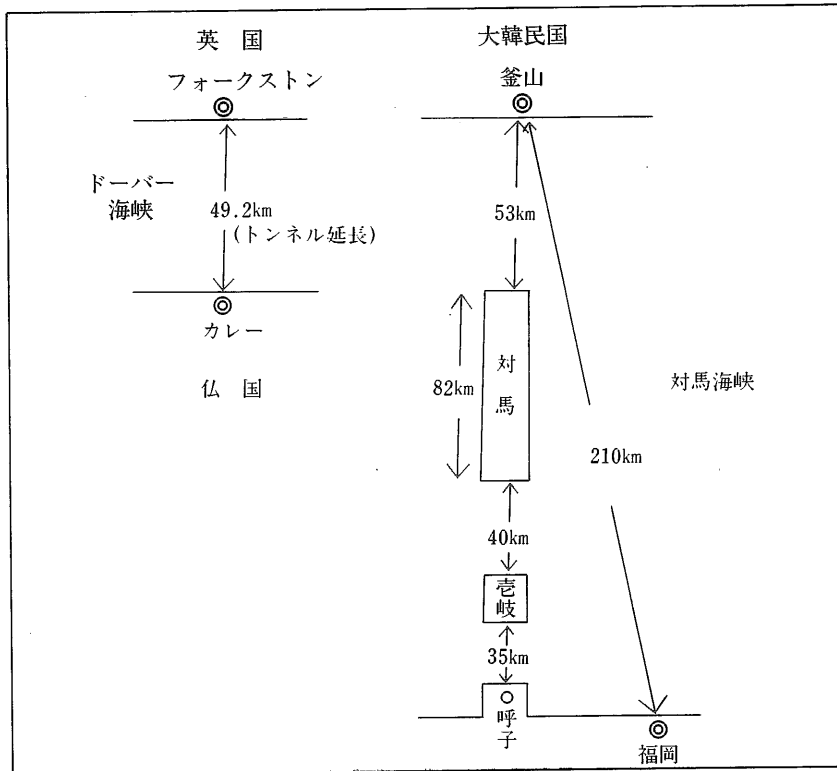 英国
フォークストン
ドーバー
海峡
49.2km
(トンネル延長)
カレー
仏国
大韓民国
釜山
53km
対馬
82km
対馬海峡
210km
40km
壱岐
35km
呼子
福岡